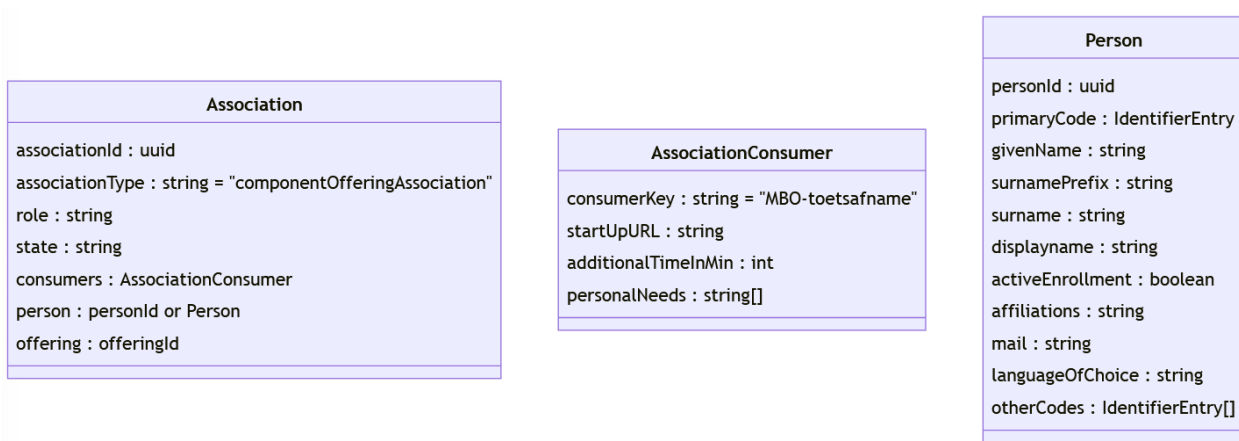 Association
associationId : uuid
associationType : string = "componentOfferingAssociation"
role : string
state : string
consumers : AssociationConsumer
person : personId or Person
offering : offeringId
AssociationConsumer
consumerKey : string = "MBO-toetsafname"
startUpURL : string
additionalTimeInMin : int
personalNeeds : string[]
Person
personId : uuid
primaryCode : IdentifierEntry
givenName : string
surnamePrefix : string
surname : string
displayname : string
activeEnrollment : boolean
affiliations : string
mail : string
languageOfChoice : string
otherCodes : IdentifierEntry[]